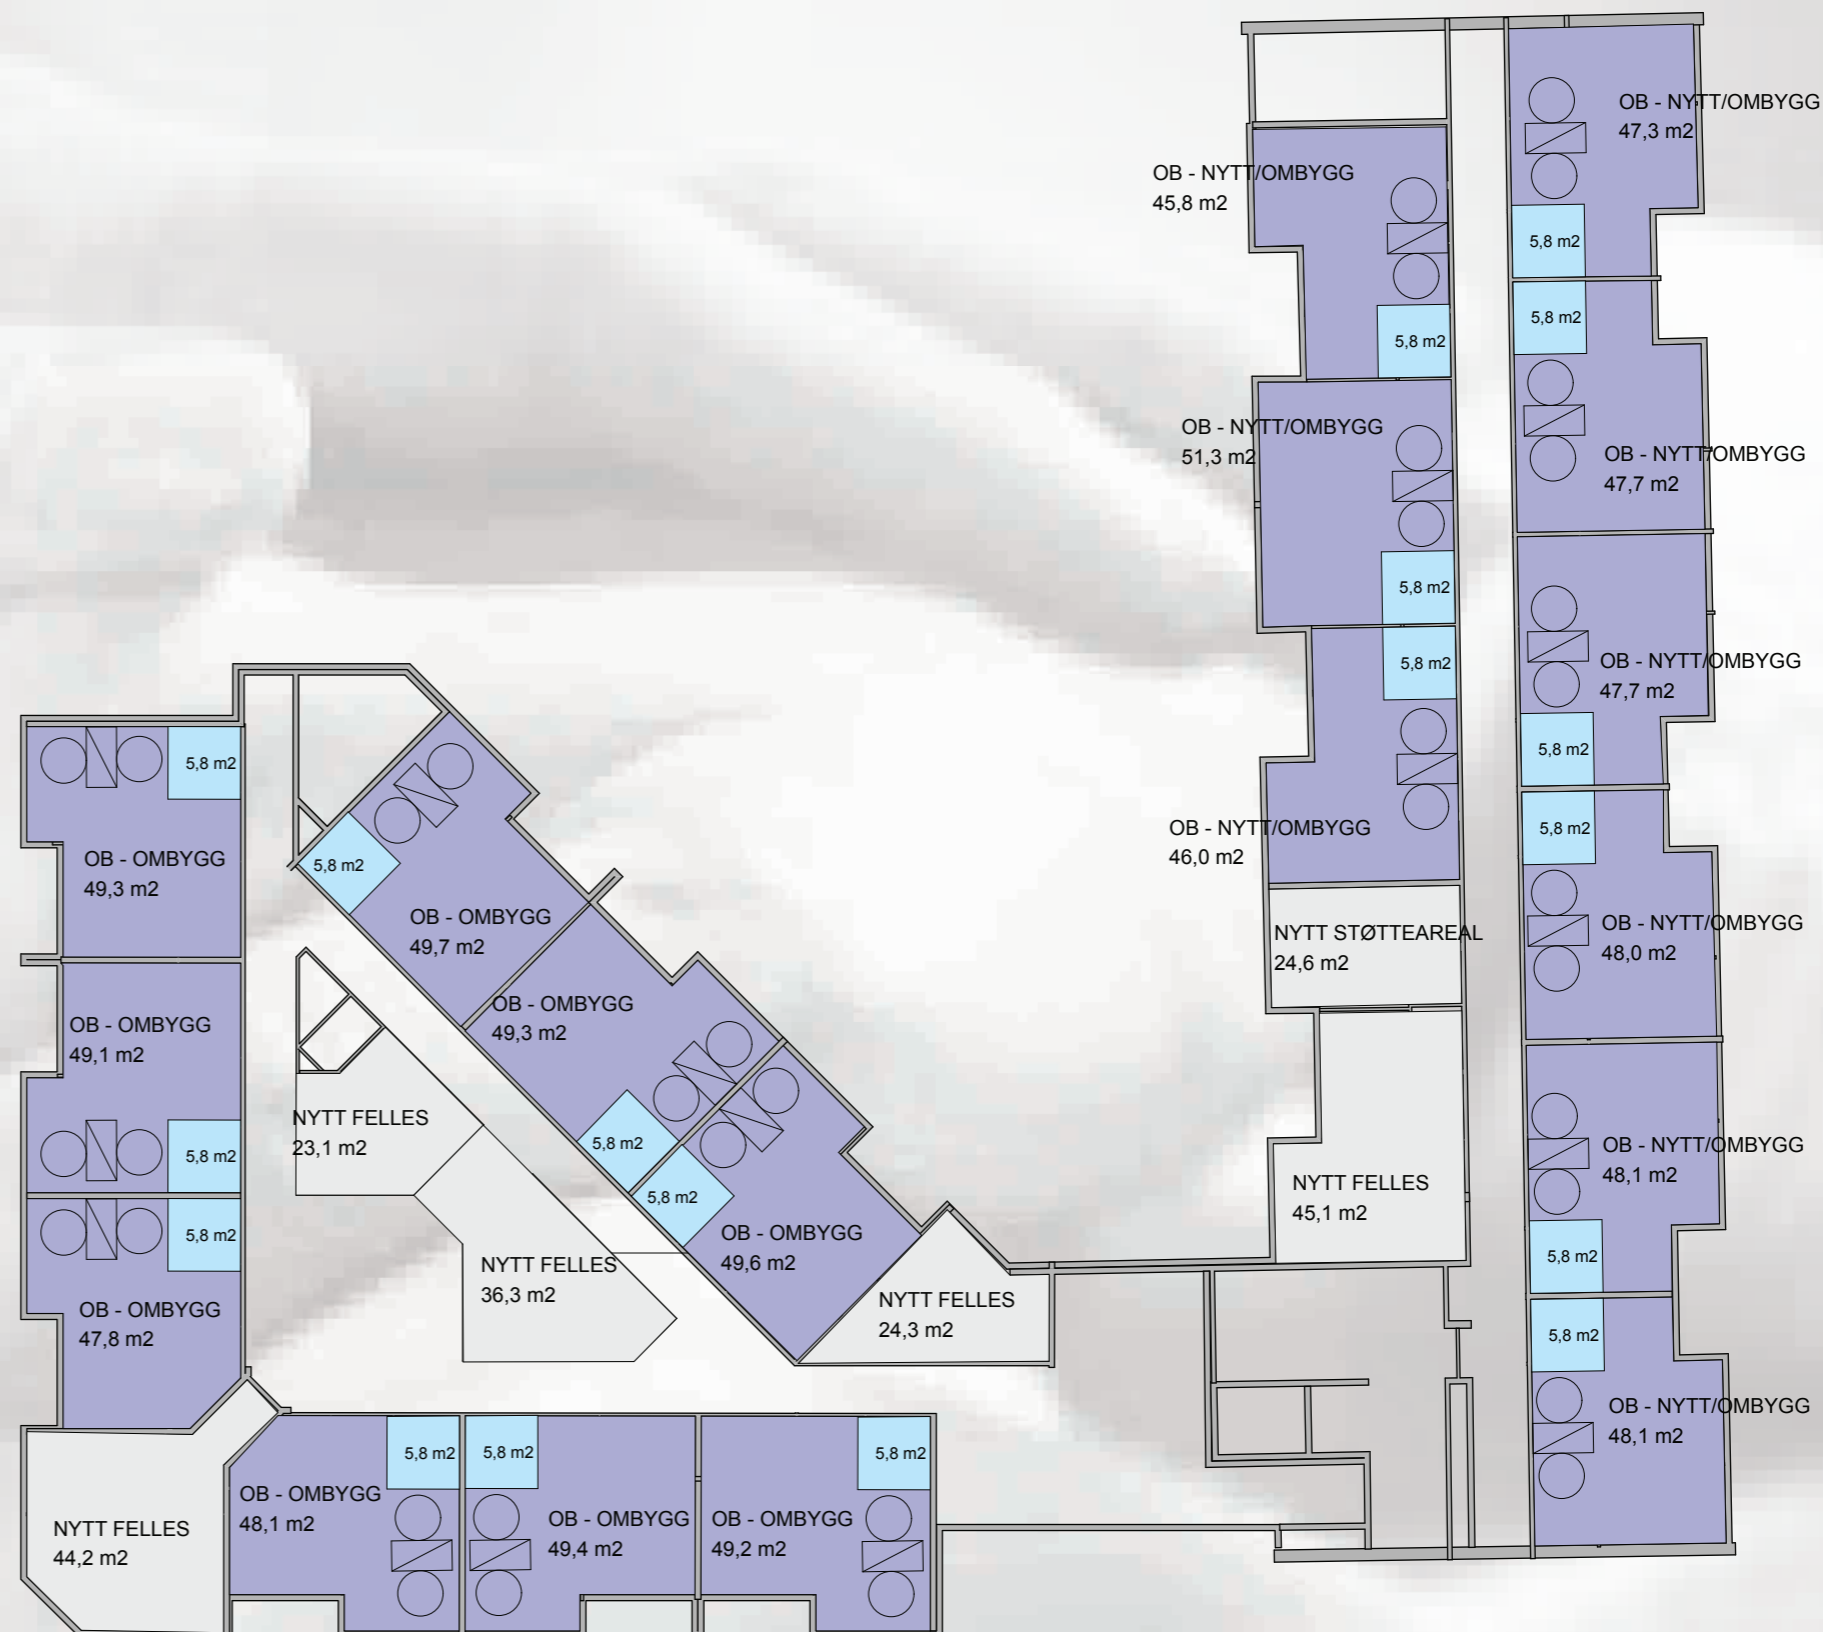 OB - NYTT/OMBYGG
47,3 m2
OB - NYTT/OMBYGG
45,8 m2
5,8 m2
5,8 m2
5,8 m2
OB - NYTT/OMBYGG
51,3 m2
OB - NYTT/OMBYGG
47,7 m2
5,8 m2
5,8 m2
OB - NYTT/OMBYGG
47,7 m2
5,8 m2
OB - NYTT/OMBYGG
46,0 m2
5,8 m2
NYTT STØTTEAREAL
24,6 m2
OB - NYTT/OMBYGG
48,0 m2
NYTT FELLES
45,1 m2
OB - NYTT/OMBYGG
48,1 m2
5,8 m2
5,8 m2
OB - NYTT/OMBYGG
48,1 m2
5,8 m2
OB - OMBYGG
49,3 m2
5,8 m2
OB - OMBYGG
49,7 m2
OB - OMBYGG
49,3 m2
OB - OMBYGG
49,1 m2
5,8 m2
NYTT FELLES
23,1 m2
5,8 m2
5,8 m2
5,8 m2
OB - OMBYGG
49,6 m2
NYTT FELLES
36,3 m2
OB - OMBYGG
47,8 m2
NYTT FELLES
24,3 m2
5,8 m2
5,8 m2
5,8 m2
OB - OMBYGG
48,1 m2
OB - OMBYGG
49,4 m2
OB - OMBYGG
49,2 m2
NYTT FELLES
44,2 m2